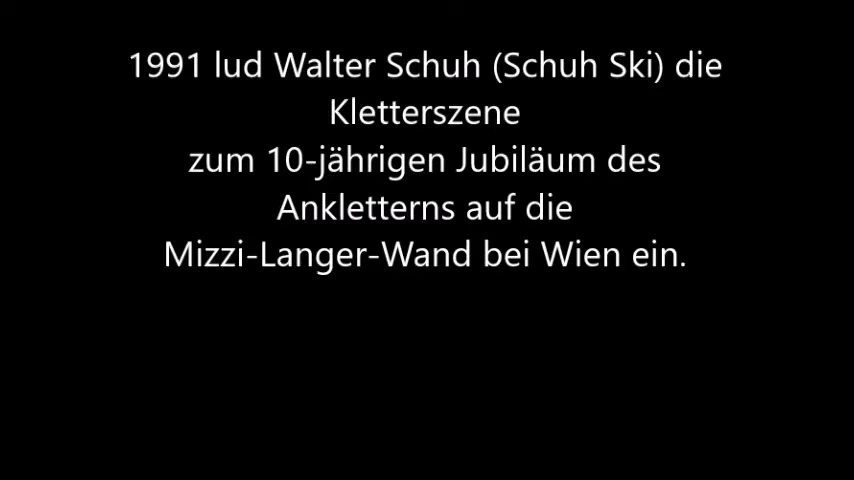 1991 lud Walter Schuh (Schuh Ski) die
Kletterszene
zum 10-jährigen Jubiläum des
Ankletterns auf die
Mizzi-Langer-Wand bei Wien ein.